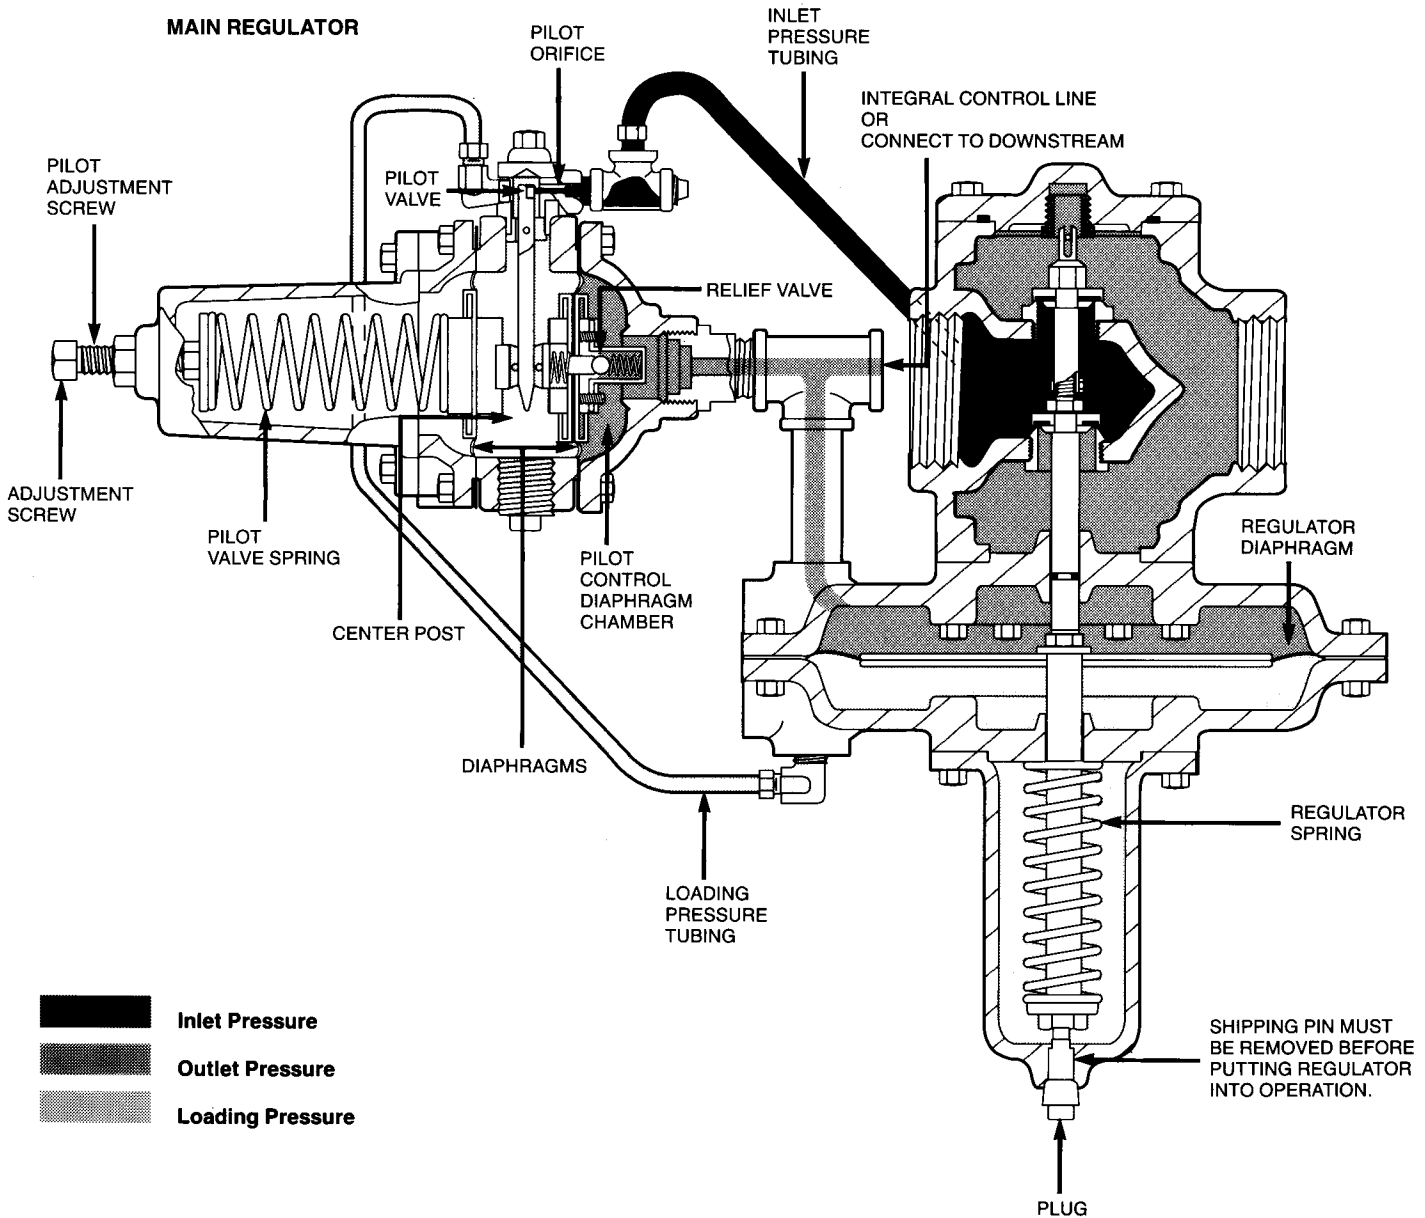 MAIN REGULATOR
PILOT
ORIFICE
INLET
PRESSURE
TUBING
INTEGRAL CONTROL LINE
OR
CONNECT TO DOWNSTREAM
PILOT
ADJUSTMENT
SCREW
PILOT
VALVE
RELIEF VALVE
ADJUSTMENT
SCREW
PILOT
VALVE SPRING
PILOT
CONTROL
DIAPHRAGM
CHAMBER
REGULATOR
DIAPHRAGM
CENTER POST
DIAPHRAGMS
REGULATOR
SPRING
LOADING
PRESSURE
TUBING
Inlet Pressure
Outlet Pressure
Loading Pressure
SHIPPING PIN MUST
BE REMOVED BEFORE
PUTTING REGULATOR
INTO OPERATION.
PLUG